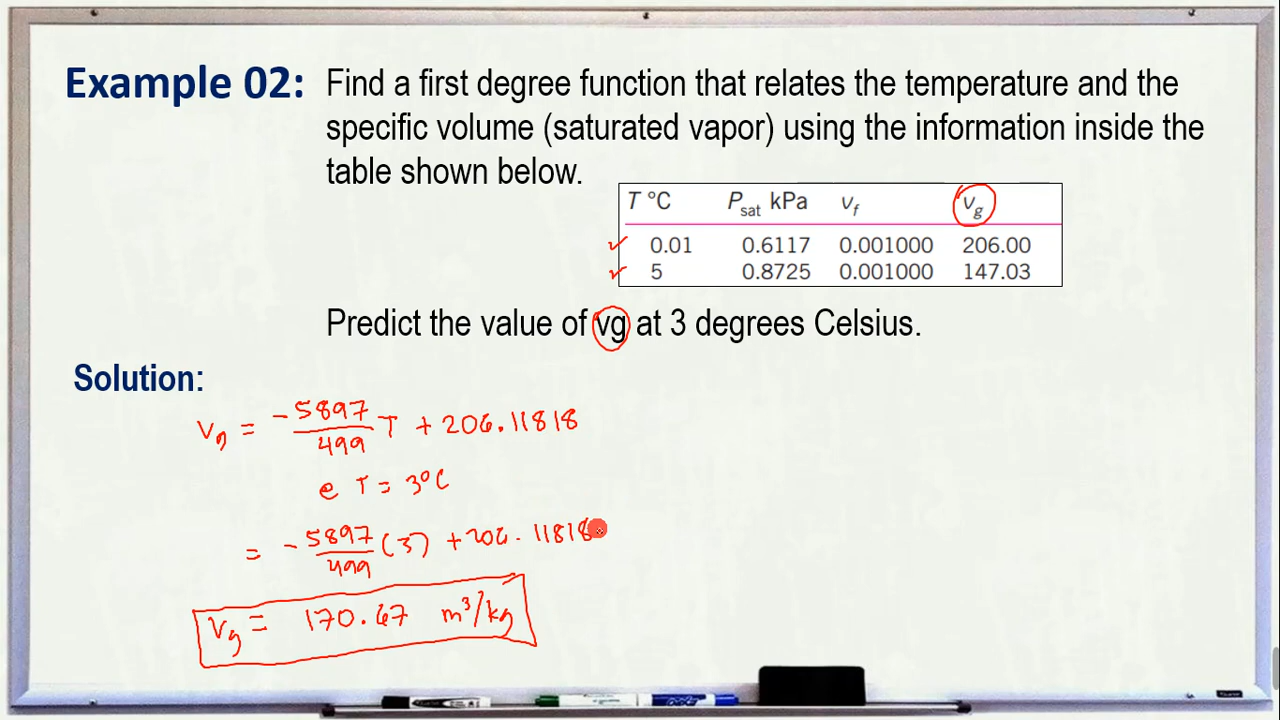 Example 02: Find a first degree function that relates the temperature and the
specific volume (saturated vapor) using the information inside the
table shown below.
T °C P_sat kPa v_f v_g
0.01 0.6117 0.001000 206.00
5 0.8725 0.001000 147.03
Predict the value of vg at 3 degrees Celsius.
Solution:
v_g = -5897/499 T + 206.11818
@ T = 3°C
= -5897/499 (3) + 206.11818
v_g = 170.67 m³/kg